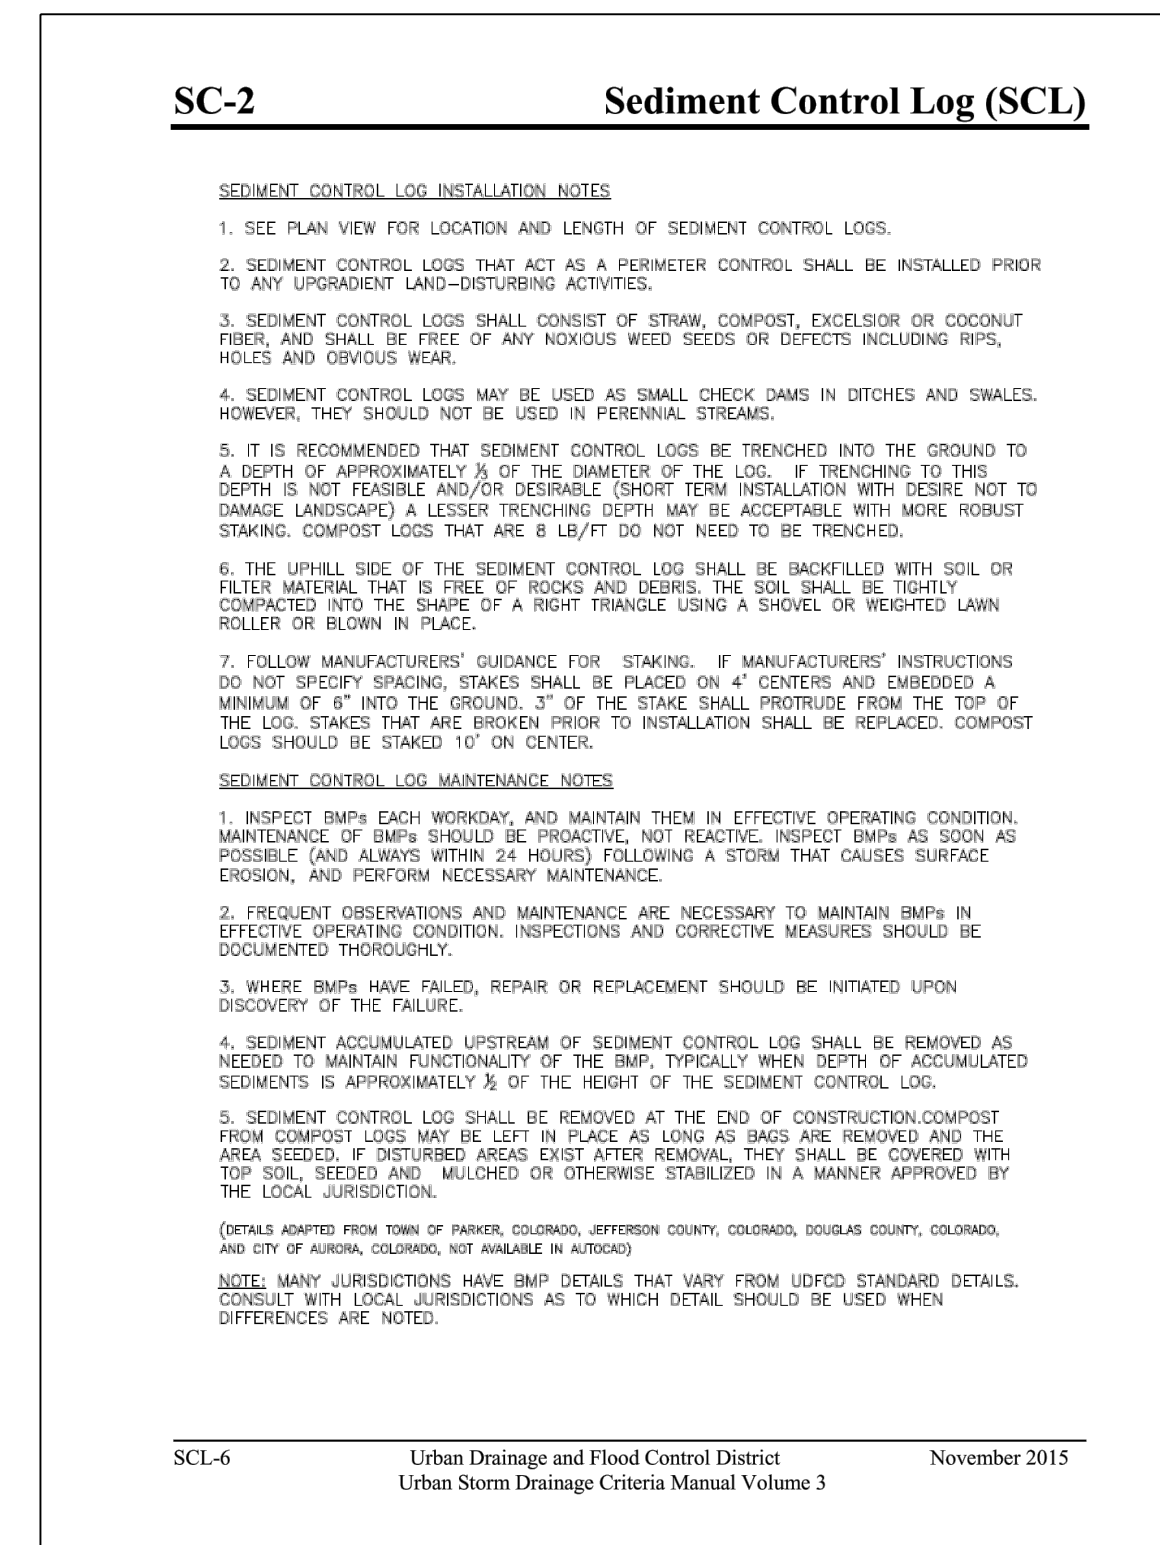 SC-2 Sediment Control Log (SCL)
SEDIMENT CONTROL LOG INSTALLATION NOTES
1. SEE PLAN VIEW FOR LOCATION AND LENGTH OF SEDIMENT CONTROL LOGS.
2. SEDIMENT CONTROL LOGS THAT ACT AS A PERIMETER CONTROL SHALL BE INSTALLED PRIOR
TO ANY UPGRADIENT LAND-DISTURBING ACTIVITIES.
3. SEDIMENT CONTROL LOGS SHALL CONSIST OF STRAW, COMPOST, EXCELSIOR OR COCONUT
FIBER, AND SHALL BE FREE OF ANY NOXIOUS WEED SEEDS OR DEFECTS INCLUDING RIPS,
HOLES AND OBVIOUS WEAR.
4. SEDIMENT CONTROL LOGS MAY BE USED AS SMALL CHECK DAMS IN DITCHES AND SWALES.
HOWEVER, THEY SHOULD NOT BE USED IN PERENNIAL STREAMS.
5. IT IS RECOMMENDED THAT SEDIMENT CONTROL LOGS BE TRENCHED INTO THE GROUND TO
A DEPTH OF APPROXIMATELY ⅓ OF THE DIAMETER OF THE LOG. IF TRENCHING TO THIS
DEPTH IS NOT FEASIBLE AND/OR DESIRABLE (SHORT TERM INSTALLATION WITH DESIRE NOT TO
DAMAGE LANDSCAPE) A LESSER TRENCHING DEPTH MAY BE ACCEPTABLE WITH MORE ROBUST
STAKING. COMPOST LOGS THAT ARE 8 LB/FT DO NOT NEED TO BE TRENCHED.
6. THE UPHILL SIDE OF THE SEDIMENT CONTROL LOG SHALL BE BACKFILLED WITH SOIL OR
FILTER MATERIAL THAT IS FREE OF ROCKS AND DEBRIS. THE SOIL SHALL BE TIGHTLY
COMPACTED INTO THE SHAPE OF A RIGHT TRIANGLE USING A SHOVEL OR WEIGHTED LAWN
ROLLER OR BLOWN IN PLACE.
7. FOLLOW MANUFACTURERS' GUIDANCE FOR STAKING. IF MANUFACTURERS' INSTRUCTIONS
DO NOT SPECIFY SPACING, STAKES SHALL BE PLACED ON 4' CENTERS AND EMBEDDED A
MINIMUM OF 6" INTO THE GROUND. 3" OF THE STAKE SHALL PROTRUDE FROM THE TOP OF
THE LOG. STAKES THAT ARE BROKEN PRIOR TO INSTALLATION SHALL BE REPLACED. COMPOST
LOGS SHOULD BE STAKED 10' ON CENTER.
SEDIMENT CONTROL LOG MAINTENANCE NOTES
1. INSPECT BMPs EACH WORKDAY, AND MAINTAIN THEM IN EFFECTIVE OPERATING CONDITION.
MAINTENANCE OF BMPs SHOULD BE PROACTIVE, NOT REACTIVE. INSPECT BMPs AS SOON AS
POSSIBLE (AND ALWAYS WITHIN 24 HOURS) FOLLOWING A STORM THAT CAUSES SURFACE
EROSION, AND PERFORM NECESSARY MAINTENANCE.
2. FREQUENT OBSERVATIONS AND MAINTENANCE ARE NECESSARY TO MAINTAIN BMPs IN
EFFECTIVE OPERATING CONDITION. INSPECTIONS AND CORRECTIVE MEASURES SHOULD BE
DOCUMENTED THOROUGHLY.
3. WHERE BMPs HAVE FAILED, REPAIR OR REPLACEMENT SHOULD BE INITIATED UPON
DISCOVERY OF THE FAILURE.
4. SEDIMENT ACCUMULATED UPSTREAM OF SEDIMENT CONTROL LOG SHALL BE REMOVED AS
NEEDED TO MAINTAIN FUNCTIONALITY OF THE BMP, TYPICALLY WHEN DEPTH OF ACCUMULATED
SEDIMENTS IS APPROXIMATELY ½ OF THE HEIGHT OF THE SEDIMENT CONTROL LOG.
5. SEDIMENT CONTROL LOG SHALL BE REMOVED AT THE END OF CONSTRUCTION.COMPOST
FROM COMPOST LOGS MAY BE LEFT IN PLACE AS LONG AS BAGS ARE REMOVED AND THE
AREA SEEDED. IF DISTURBED AREAS EXIST AFTER REMOVAL, THEY SHALL BE COVERED WITH
TOP SOIL, SEEDED AND MULCHED OR OTHERWISE STABILIZED IN A MANNER APPROVED BY
THE LOCAL JURISDICTION.
(DETAILS ADAPTED FROM TOWN OF PARKER, COLORADO, JEFFERSON COUNTY, COLORADO, DOUGLAS COUNTY, COLORADO,
AND CITY OF AURORA, COLORADO, NOT AVAILABLE IN AUTOCAD)
NOTE: MANY JURISDICTIONS HAVE BMP DETAILS THAT VARY FROM UDFCD STANDARD DETAILS.
CONSULT WITH LOCAL JURISDICTIONS AS TO WHICH DETAIL SHOULD BE USED WHEN
DIFFERENCES ARE NOTED.
SCL-6 Urban Drainage and Flood Control District November 2015
Urban Storm Drainage Criteria Manual Volume 3